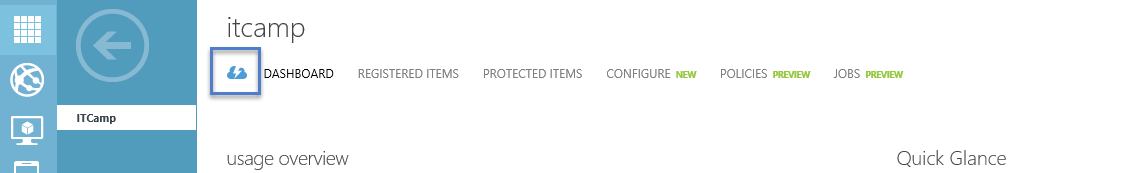 itcamp
DASHBOARD REGISTERED ITEMS PROTECTED ITEMS CONFIGURE NEW POLICIES PREVIEW JOBS PREVIEW
ITCamp
usage overview Quick Glance